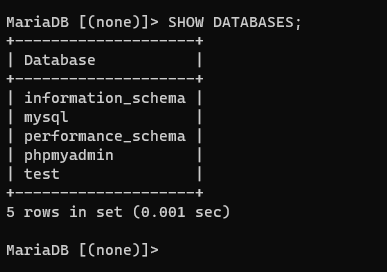 MariaDB [(none)]> SHOW DATABASES;
+--------------------+
| Database           |
+--------------------+
| information_schema |
| mysql              |
| performance_schema |
| phpmyadmin         |
| test               |
+--------------------+
5 rows in set (0.001 sec)

MariaDB [(none)]>